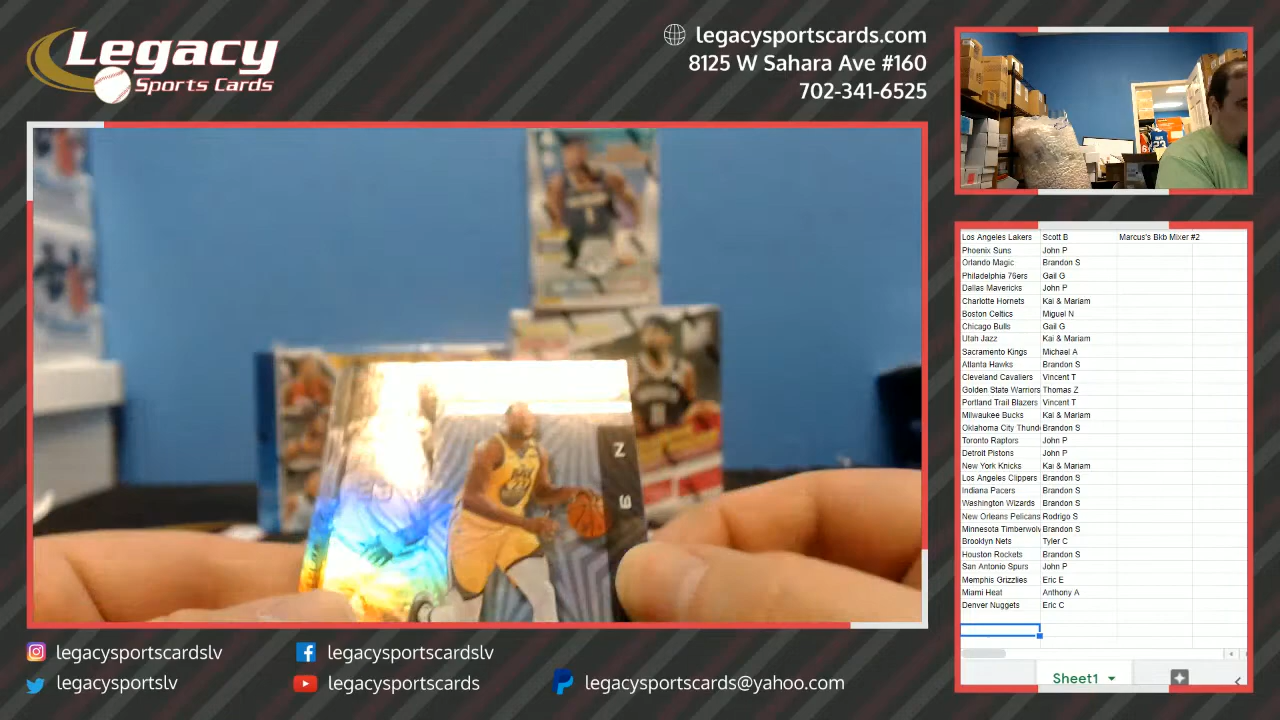 Legacy
Sports Cards
legacysportscards.com
8125 W Sahara Ave #160
702-341-6525
Los Angeles Lakers Scott B Marcus's Bkb Mixer #2
Phoenix Suns John P
Orlando Magic Brandon S
Philadelphia 76ers Gail G
Dallas Mavericks John P
Charlotte Hornets Kai & Mariam
Boston Celtics Miguel N
Chicago Bulls Gail G
Utah Jazz Kai & Mariam
Sacramento Kings Michael A
Atlanta Hawks Brandon S
Cleveland Cavaliers Vincent T
Golden State Warriors Thomas Z
Portland Trail Blazers Vincent T
Milwaukee Bucks Kai & Mariam
Oklahoma City Thund Brandon S
Toronto Raptors John P
Detroit Pistons John P
New York Knicks Kai & Mariam
Los Angeles Clippers Brandon S
Indiana Pacers Brandon S
Washington Wizards Brandon S
New Orleans Pelicans Rodrigo S
Minnesota Timberwolv Brandon S
Brooklyn Nets Tyler C
Houston Rockets Brandon S
San Antonio Spurs John P
Memphis Grizzlies Eric E
Miami Heat Anthony A
Denver Nuggets Eric C
Sheet1
legacysportscardslv
legacysportscardslv
legacysportslv
legacysportscards
legacysportscards@yahoo.com